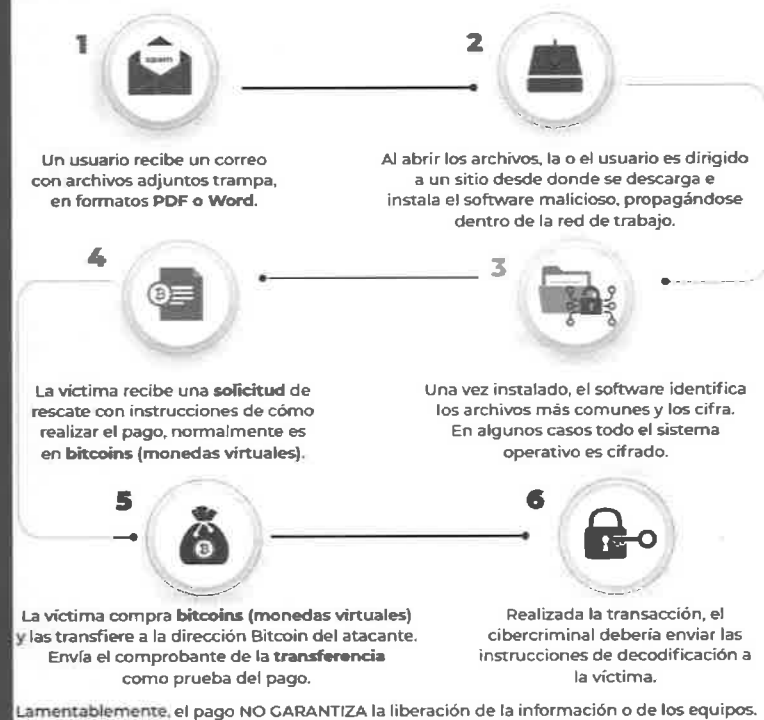 1
spam
Un usuario recibe un correo
con archivos adjuntos trampa,
en formatos PDF o Word.
2
Al abrir los archivos, la o el usuario es dirigido
a un sitio desde donde se descarga e
instala el software malicioso, propagándose
dentro de la red de trabajo.
3
Una vez instalado, el software identifica
los archivos más comunes y los cifra.
En algunos casos todo el sistema
operativo es cifrado.
4
La víctima recibe una solicitud de
rescate con instrucciones de cómo
realizar el pago, normalmente es
en bitcoins (monedas virtuales).
5
La víctima compra bitcoins (monedas virtuales)
y las transfiere a la dirección Bitcoin del atacante.
Envía el comprobante de la transferencia
como prueba del pago.
6
Realizada la transacción, el
cibercriminal debería enviar las
instrucciones de decodificación a
la víctima.
Lamentablemente, el pago NO GARANTIZA la liberación de la información o de los equipos.